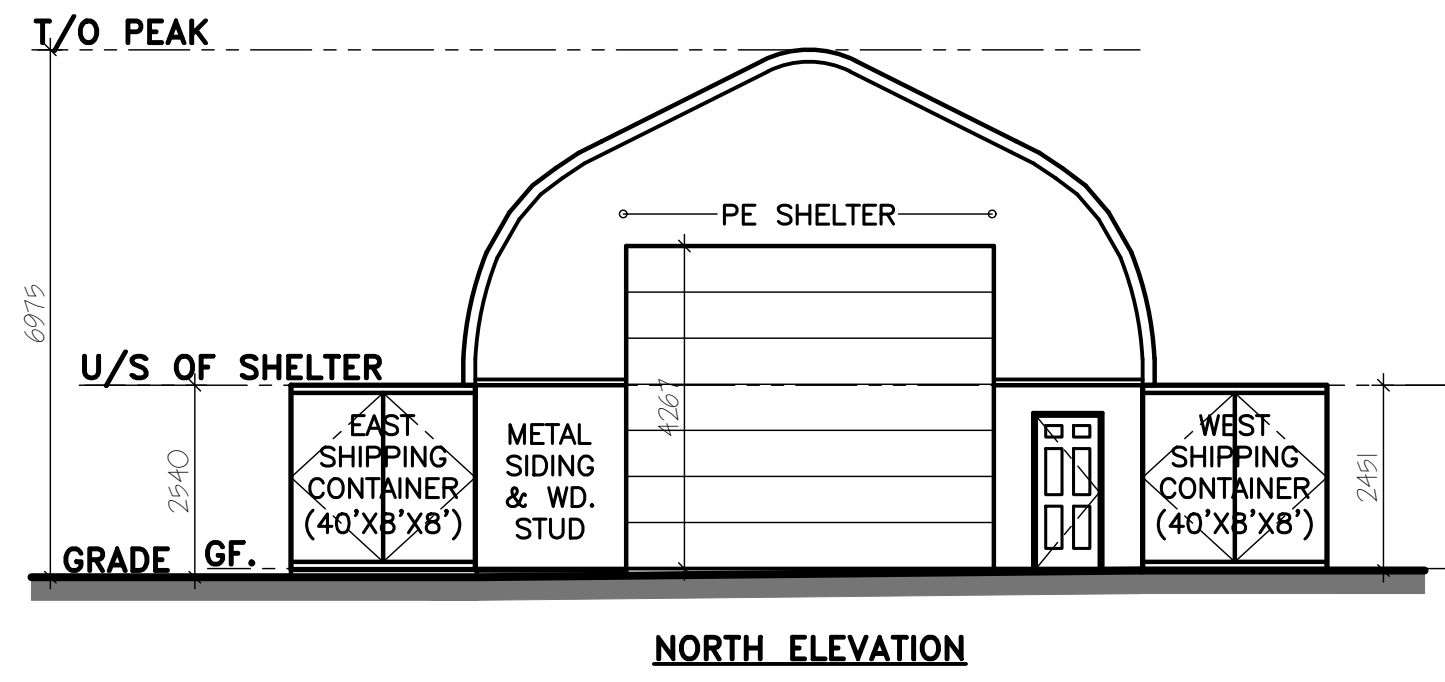 T/O PEAK
PE SHELTER
6975
U/S OF SHELTER
4267
EAST
SHIPPING
CONTAINER
(40'X8'X8')
METAL
SIDING
& WD.
STUD
WEST
SHIPPING
CONTAINER
(40'X8'X8')
2540
2451
GRADE
GF.
NORTH ELEVATION